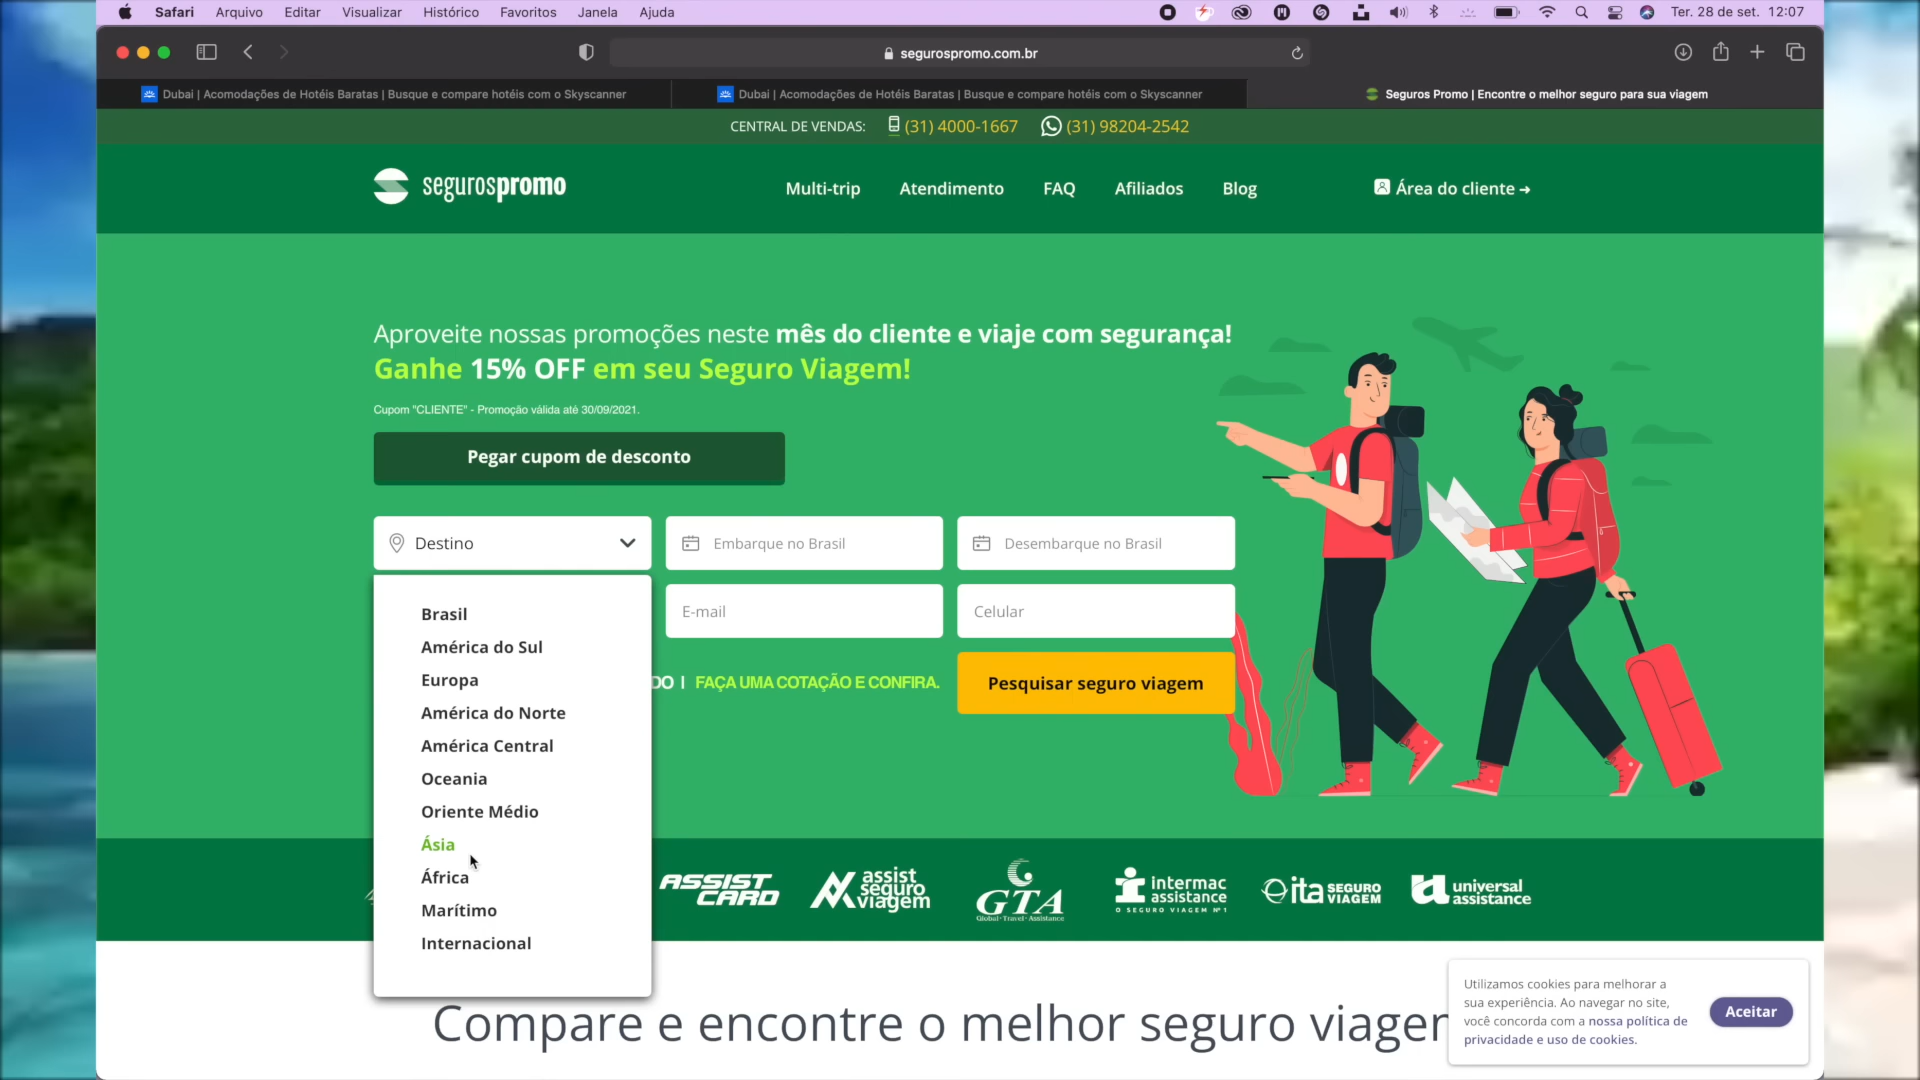 Safari Arquivo Editar Visualizar Histórico Favoritos Janela Ajuda Ter. 28 de set. 12:07
segurospromo.com.br
Dubai | Acomodações de Hotéis Baratas | Busque e compare hotéis com o Skyscanner
Dubai | Acomodações de Hotéis Baratas | Busque e compare hotéis com o Skyscanner
Seguros Promo | Encontre o melhor seguro para sua viagem
CENTRAL DE VENDAS: (31) 4000-1667 (31) 98204-2542
segurospromo
Multi-trip Atendimento FAQ Afiliados Blog Área do cliente →
Aproveite nossas promoções neste mês do cliente e viaje com segurança!
Ganhe 15% OFF em seu Seguro Viagem!
Cupom "CLIENTE" - Promoção válida até 30/09/2021.
Pegar cupom de desconto
Destino
Embarque no Brasil
Desembarque no Brasil
E-mail
Celular
DO | FAÇA UMA COTAÇÃO E CONFIRA.
Pesquisar seguro viagem
Brasil
América do Sul
Europa
América do Norte
América Central
Oceania
Oriente Médio
Ásia
África
Marítimo
Internacional
ASSIST CARD
assist seguro viagem
GTA
Global·Travel·Assistance
intermac assistance
O SEGURO VIAGEM Nº1
ita SEGURO VIAGEM
universal assistance
Compare e encontre o melhor seguro viagem
Utilizamos cookies para melhorar a
sua experiência. Ao navegar no site,
você concorda com a nossa política de
privacidade e uso de cookies.
Aceitar